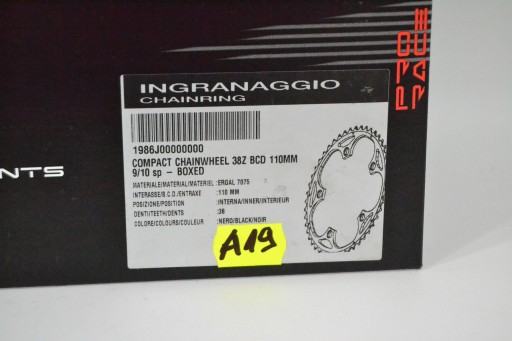 PRO
RACE
INGRANAGGIO
CHAINRING
1986J00000000
COMPACT CHAINWHEEL 38Z BCD 110MM
9/10 sp - BOXED
MATERIALE/MATERIAL/MATERIEL :ERGAL 7075
INTERASSE/B.C.D./ENTRAXE :110 MM
POSIZIONE/POSITION :INTERNA/INNER/INTERIEUR
DENTI/TEETH/DENTS :38
COLORE/COLOURS/COULEUR :NERO/BLACK/NOIR
A19
NTS